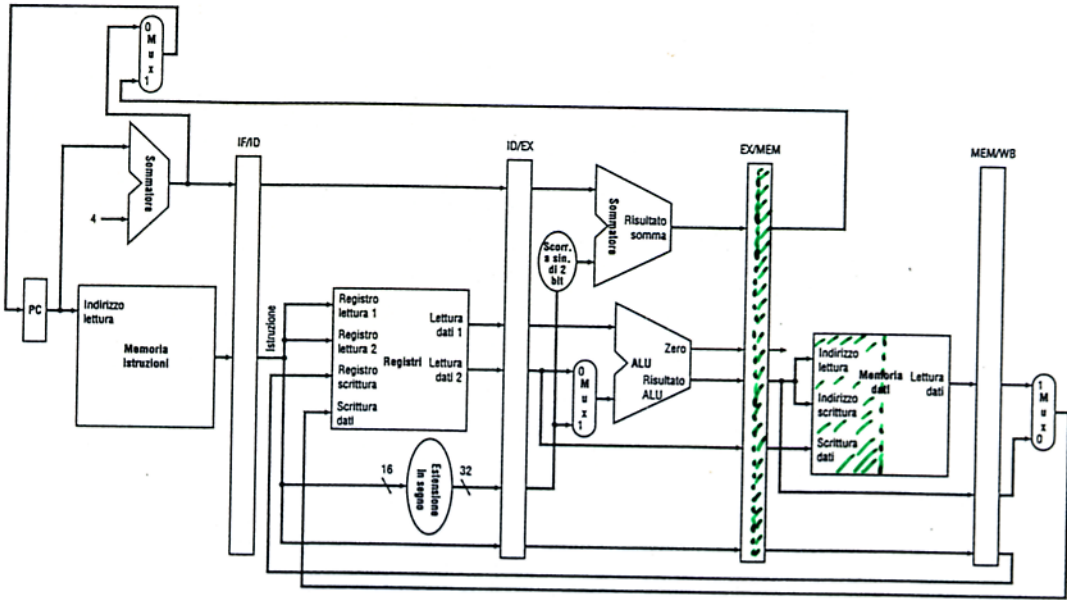 0
M
u
x
1
IF/ID
ID/EX
EX/MEM
MEM/WB
Sommatore
4
Sommatore
Risultato
somma
Scorr.
a sin.
di 2
bit
PC
Indirizzo
lettura
Memoria
istruzioni
Istruzione
Registro
lettura 1
Registro
lettura 2
Registro
scrittura
Scrittura
dati
Registri
Lettura
dati 1
Lettura
dati 2
0
M
u
x
1
ALU
Zero
Risultato
ALU
Indirizzo
lettura
Indirizzo
scrittura
Scrittura
dati
Memoria
dati
Lettura
dati
1
M
u
x
0
16
Estensione
in segno
32